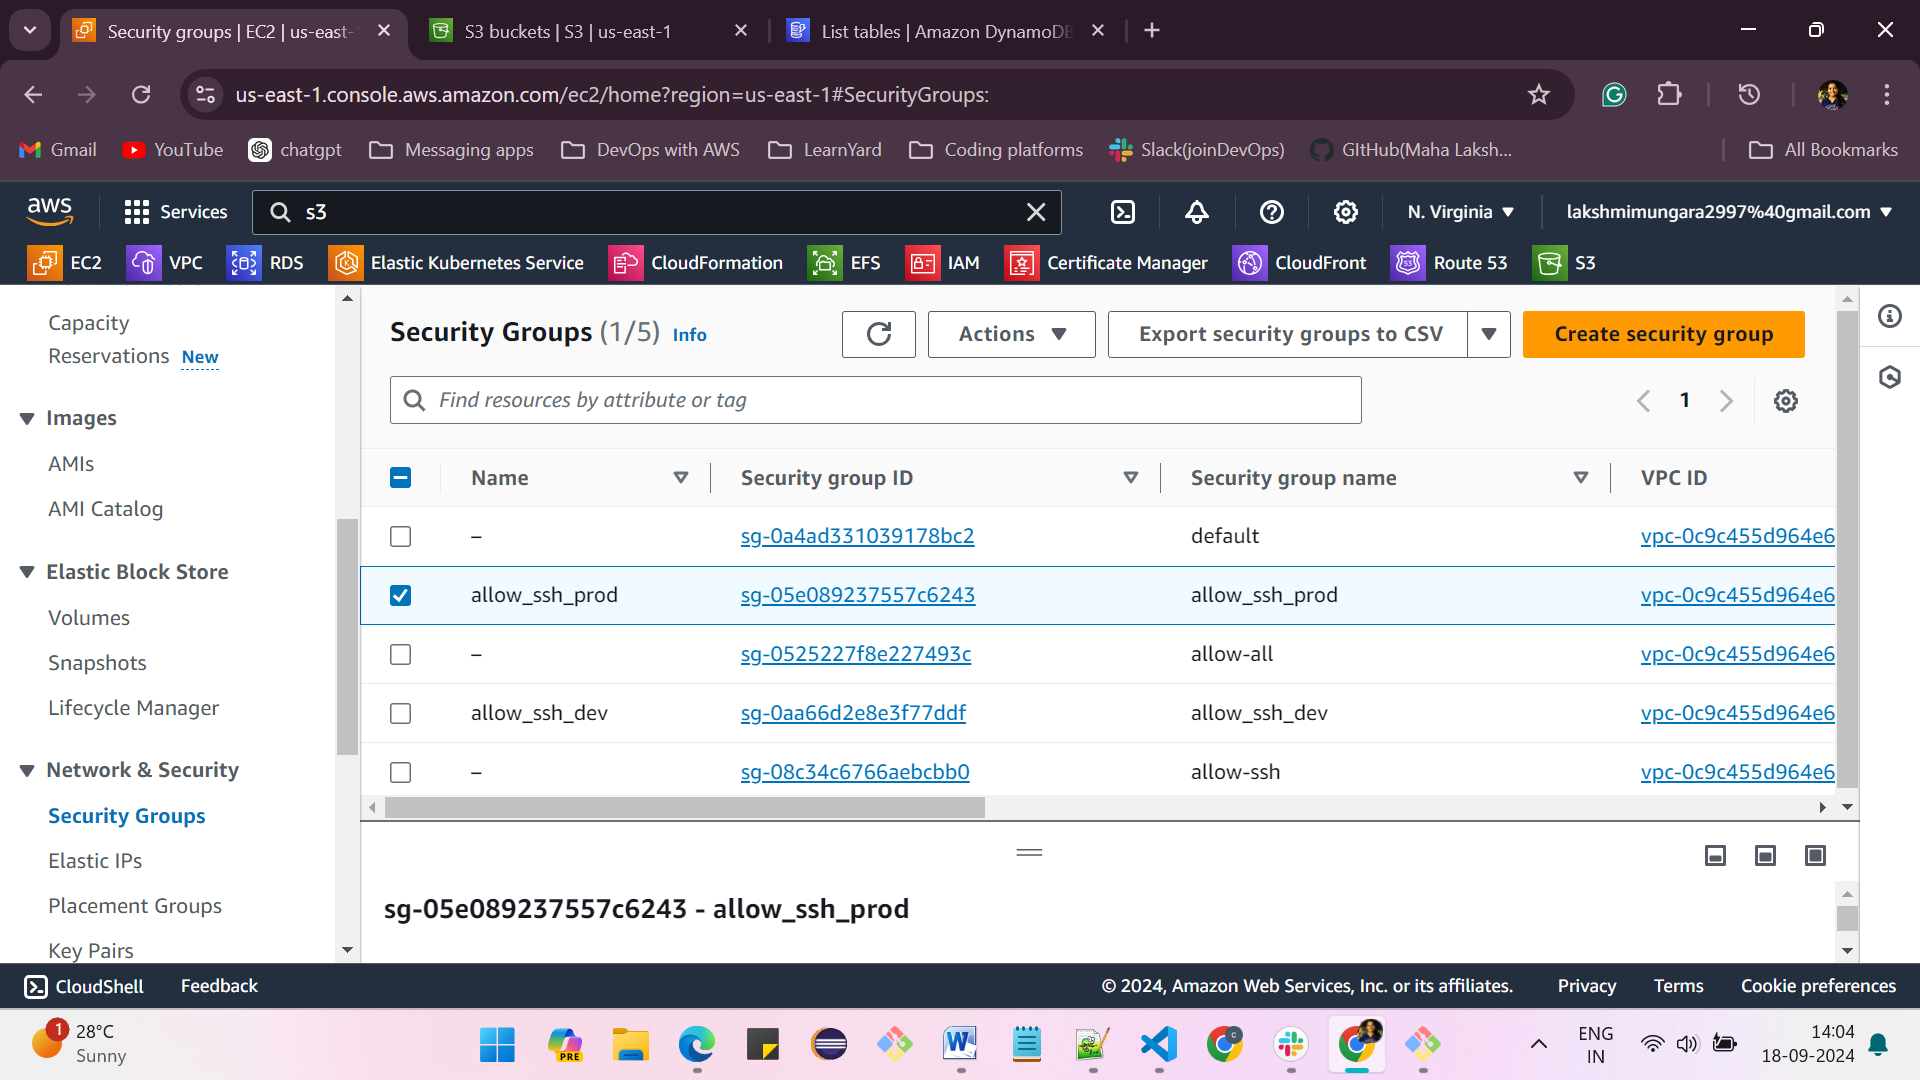 Security groups | EC2 | us-east-
S3 buckets | S3 | us-east-1
List tables | Amazon DynamoDB
us-east-1.console.aws.amazon.com/ec2/home?region=us-east-1#SecurityGroups:
Gmail
YouTube
chatgpt
Messaging apps
DevOps with AWS
LearnYard
Coding platforms
Slack(joinDevOps)
GItHub(Maha Laksh...
All Bookmarks
aws
Services
s3
N. Virginia
lakshmimungara2997%40gmail.com
EC2
VPC
RDS
Elastic Kubernetes Service
CloudFormation
EFS
IAM
Certificate Manager
CloudFront
Route 53
S3
Capacity
Reservations New
Images
AMIs
AMI Catalog
Elastic Block Store
Volumes
Snapshots
Lifecycle Manager
Network & Security
Security Groups
Elastic IPs
Placement Groups
Key Pairs
Security Groups (1/5) Info
Actions
Export security groups to CSV
Create security group
Find resources by attribute or tag
1
Name Security group ID Security group name VPC ID
– sg-0a4ad331039178bc2 default vpc-0c9c455d964e6
allow_ssh_prod sg-05e089237557c6243 allow_ssh_prod vpc-0c9c455d964e6
– sg-0525227f8e227493c allow-all vpc-0c9c455d964e6
allow_ssh_dev sg-0aa66d2e8e3f77ddf allow_ssh_dev vpc-0c9c455d964e6
– sg-08c34c6766aebcbb0 allow-ssh vpc-0c9c455d964e6
sg-05e089237557c6243 - allow_ssh_prod
CloudShell
Feedback
© 2024, Amazon Web Services, Inc. or its affiliates.
Privacy
Terms
Cookie preferences
1
28°C
Sunny
PRE
ENG
IN
14:04
18-09-2024